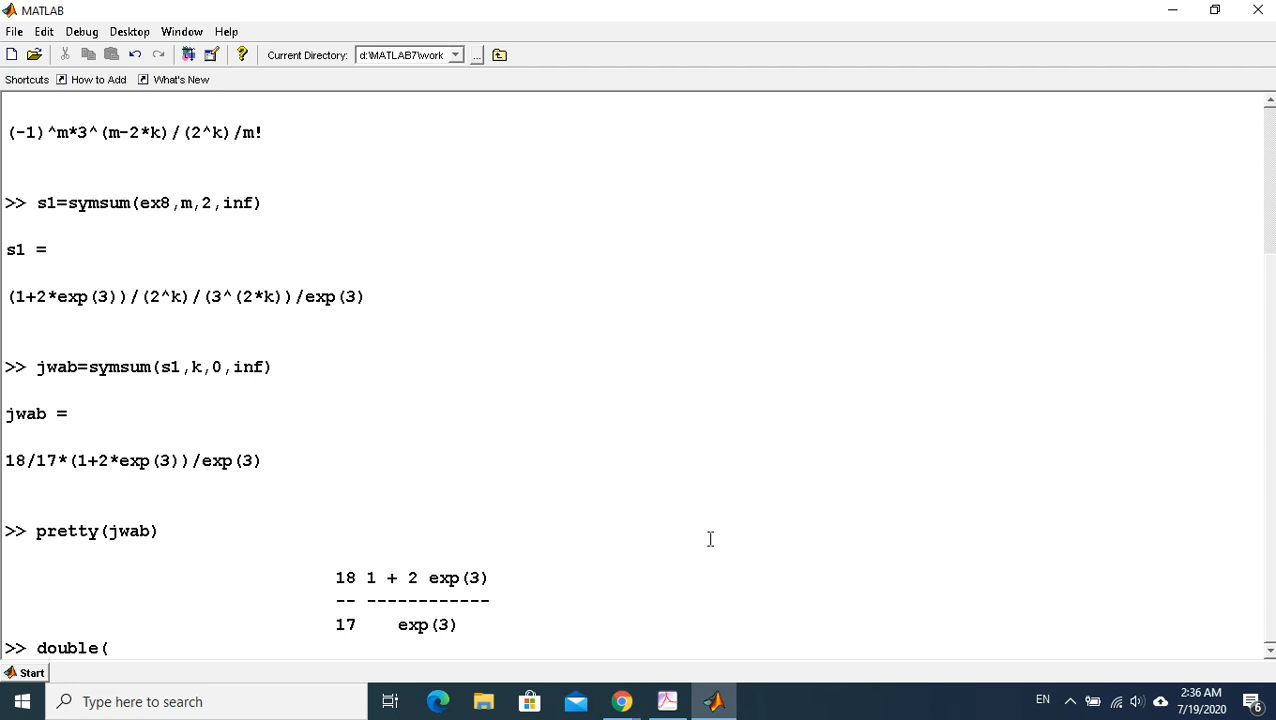 MATLAB
File Edit Debug Desktop Window Help
Current Directory: d:\MATLAB7\work ...
Shortcuts How to Add What's New
(-1)^m*3^(m-2*k)/(2^k)/m!
>> s1=symsum(ex8,m,2,inf)
s1 =
(1+2*exp(3))/(2^k)/(3^(2*k))/exp(3)
>> jwab=symsum(s1,k,0,inf)
jwab =
18/17*(1+2*exp(3))/exp(3)
>> pretty(jwab)
18 1 + 2 exp(3)
-- ------------
17 exp(3)
>> double(
Start
Type here to search
EN
2:36 AM
7/19/2020
6